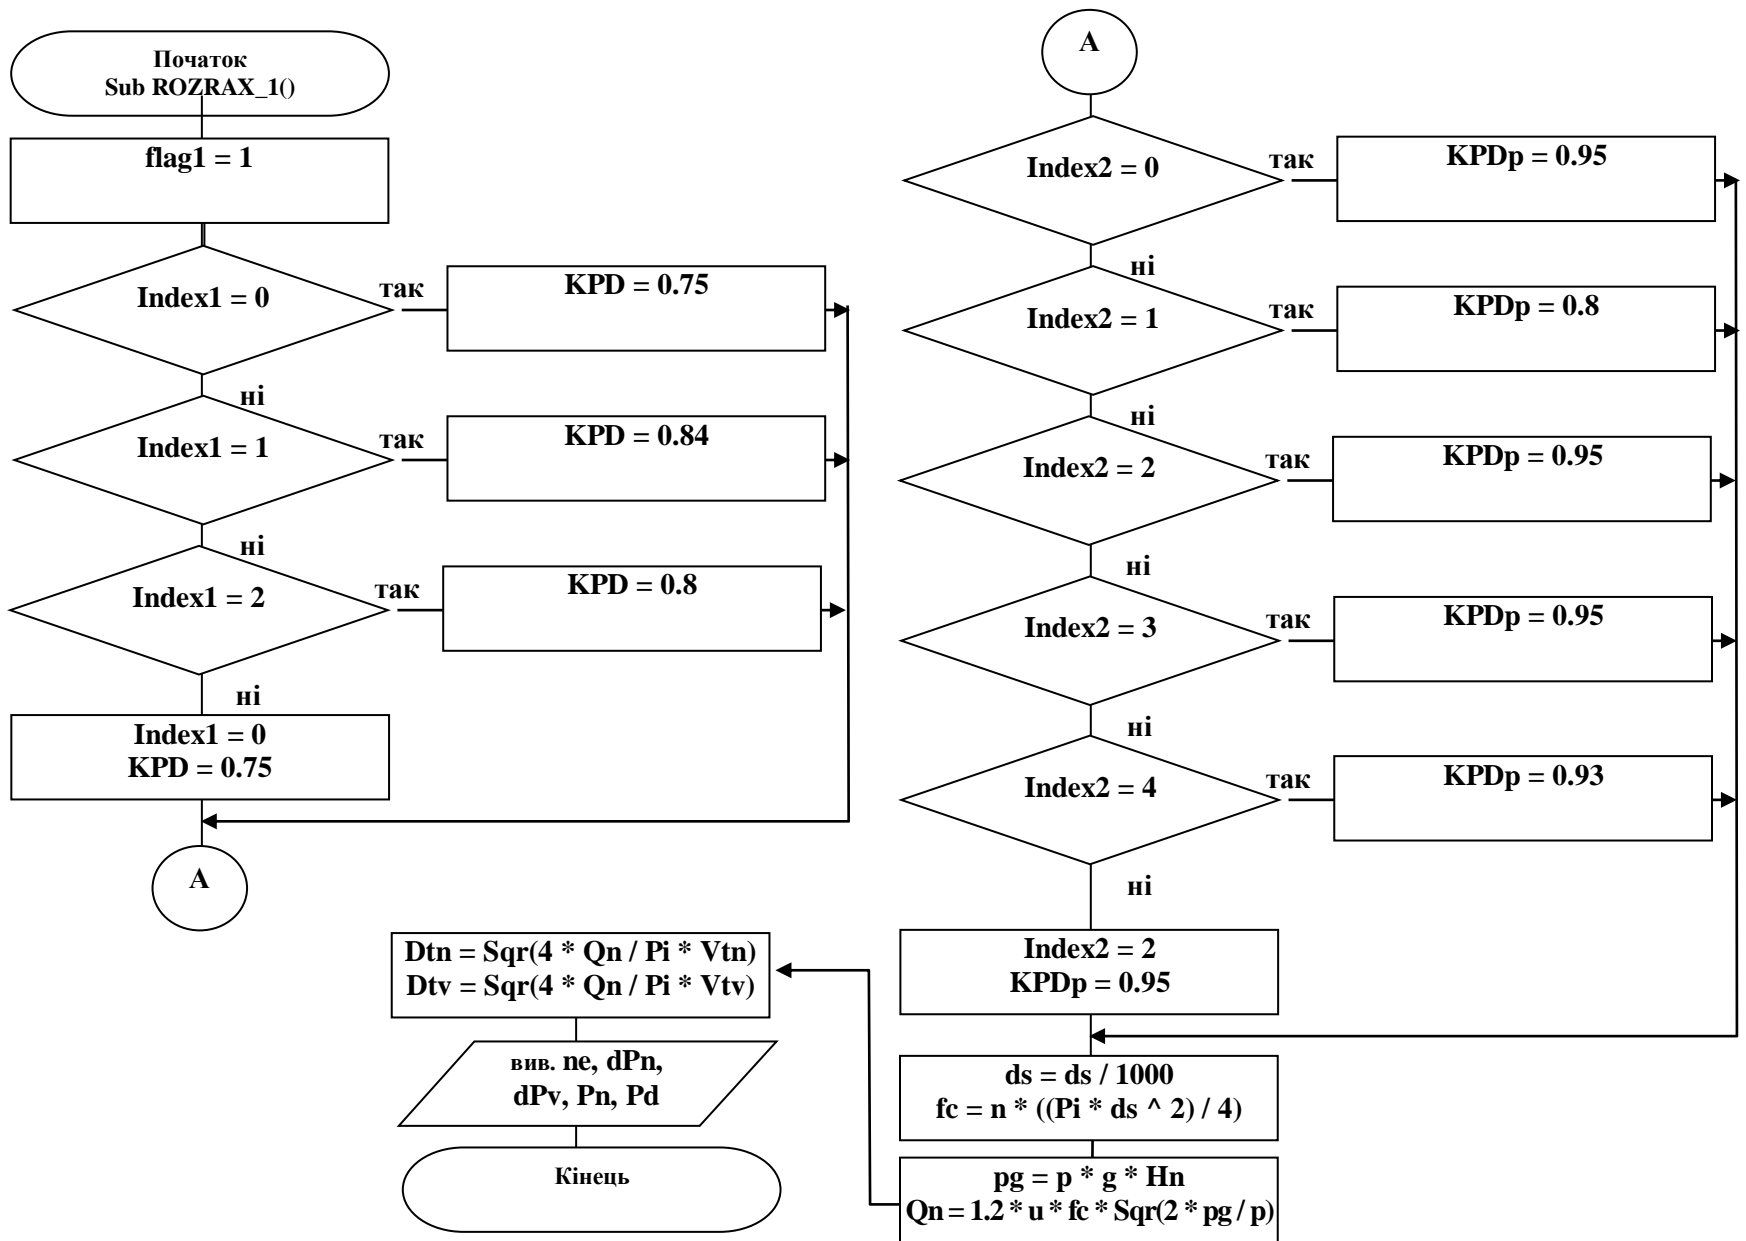 Початок
Sub ROZRAX_1()
flag1 = 1
Index1 = 0
так
KPD = 0.75
ні
Index1 = 1
так
KPD = 0.84
ні
Index1 = 2
так
KPD = 0.8
ні
Index1 = 0
KPD = 0.75
A
A
Index2 = 0
так
KPDp = 0.95
ні
Index2 = 1
так
KPDp = 0.8
ні
Index2 = 2
так
KPDp = 0.95
ні
Index2 = 3
так
KPDp = 0.95
ні
Index2 = 4
так
KPDp = 0.93
ні
Index2 = 2
KPDp = 0.95
ds = ds / 1000
fc = n * ((Pi * ds ^ 2) / 4)
pg = p * g * Hn
Qn = 1.2 * u * fc * Sqr(2 * pg / p)
Dtn = Sqr(4 * Qn / Pi * Vtn)
Dtv = Sqr(4 * Qn / Pi * Vtv)
вив. ne, dPn,
dPv, Pn, Pd
Кінець